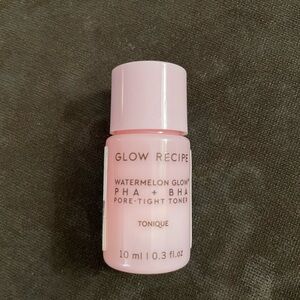 GLOW RECIPE
WATERMELON GLOW
PHA + BHA
PORE-TIGHT TONER
TONIQUE
10 ml | 0.3 fl.oz